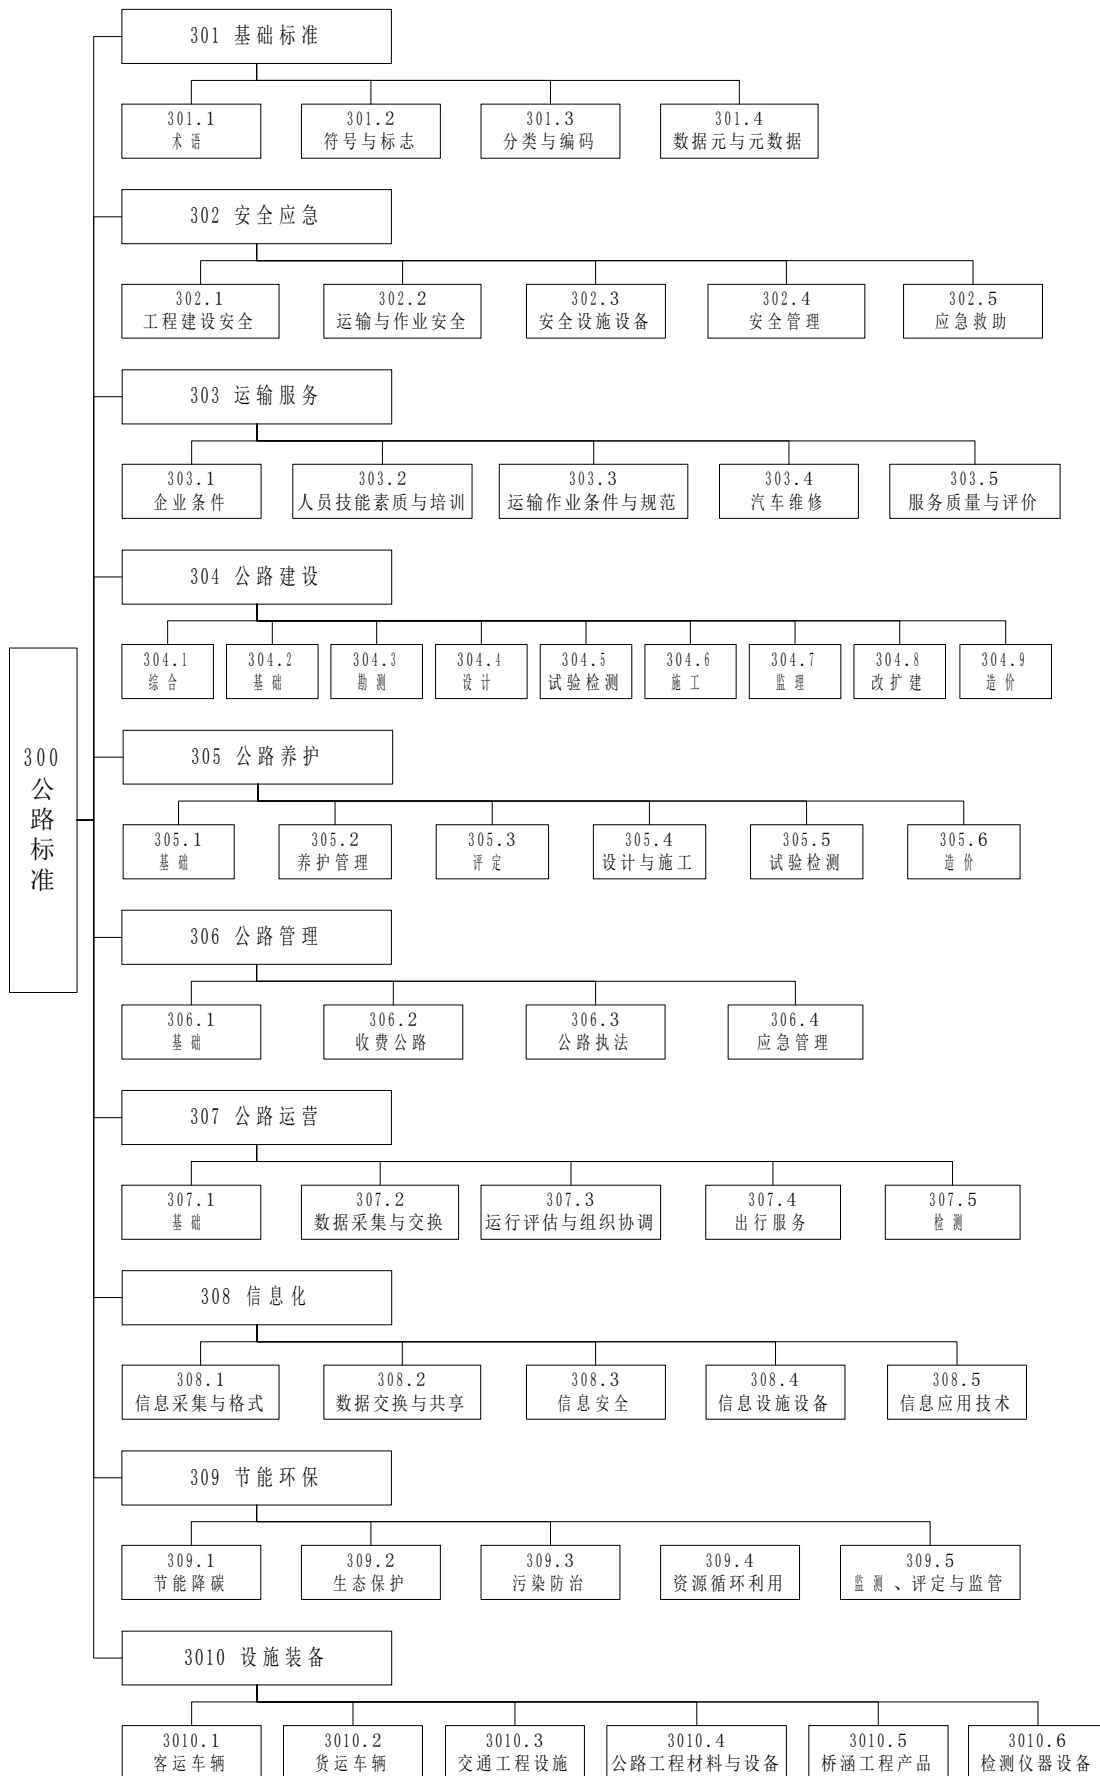 300
公
路
标
准
301 基础标准
301.1
术语
301.2
符号与标志
301.3
分类与编码
301.4
数据元与元数据
302 安全应急
302.1
工程建设安全
302.2
运输与作业安全
302.3
安全设施设备
302.4
安全管理
302.5
应急救助
303 运输服务
303.1
企业条件
303.2
人员技能素质与培训
303.3
运输作业条件与规范
303.4
汽车维修
303.5
服务质量与评价
304 公路建设
304.1
综合
304.2
基础
304.3
勘测
304.4
设计
304.5
试验检测
304.6
施工
304.7
监理
304.8
改扩建
304.9
造价
305 公路养护
305.1
基础
305.2
养护管理
305.3
评定
305.4
设计与施工
305.5
试验检测
305.6
造价
306 公路管理
306.1
基础
306.2
收费公路
306.3
公路执法
306.4
应急管理
307 公路运营
307.1
基础
307.2
数据采集与交换
307.3
运行评估与组织协调
307.4
出行服务
307.5
检测
308 信息化
308.1
信息采集与格式
308.2
数据交换与共享
308.3
信息安全
308.4
信息设施设备
308.5
信息应用技术
309 节能环保
309.1
节能降碳
309.2
生态保护
309.3
污染防治
309.4
资源循环利用
309.5
监测、评定与监管
3010 设施装备
3010.1
客运车辆
3010.2
货运车辆
3010.3
交通工程设施
3010.4
公路工程材料与设备
3010.5
桥涵工程产品
3010.6
检测仪器设备